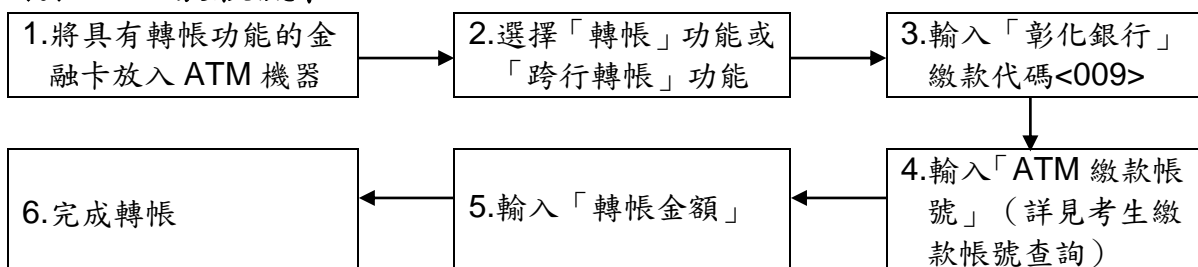 1.將具有轉帳功能的金
融卡放入 ATM 機器
2.選擇「轉帳」功能或
「跨行轉帳」功能
3.輸入「彰化銀行」
繳款代碼<009>
4.輸入「ATM 繳款帳
號」（詳見考生繳
款帳號查詢）
5.輸入「轉帳金額」
6.完成轉帳